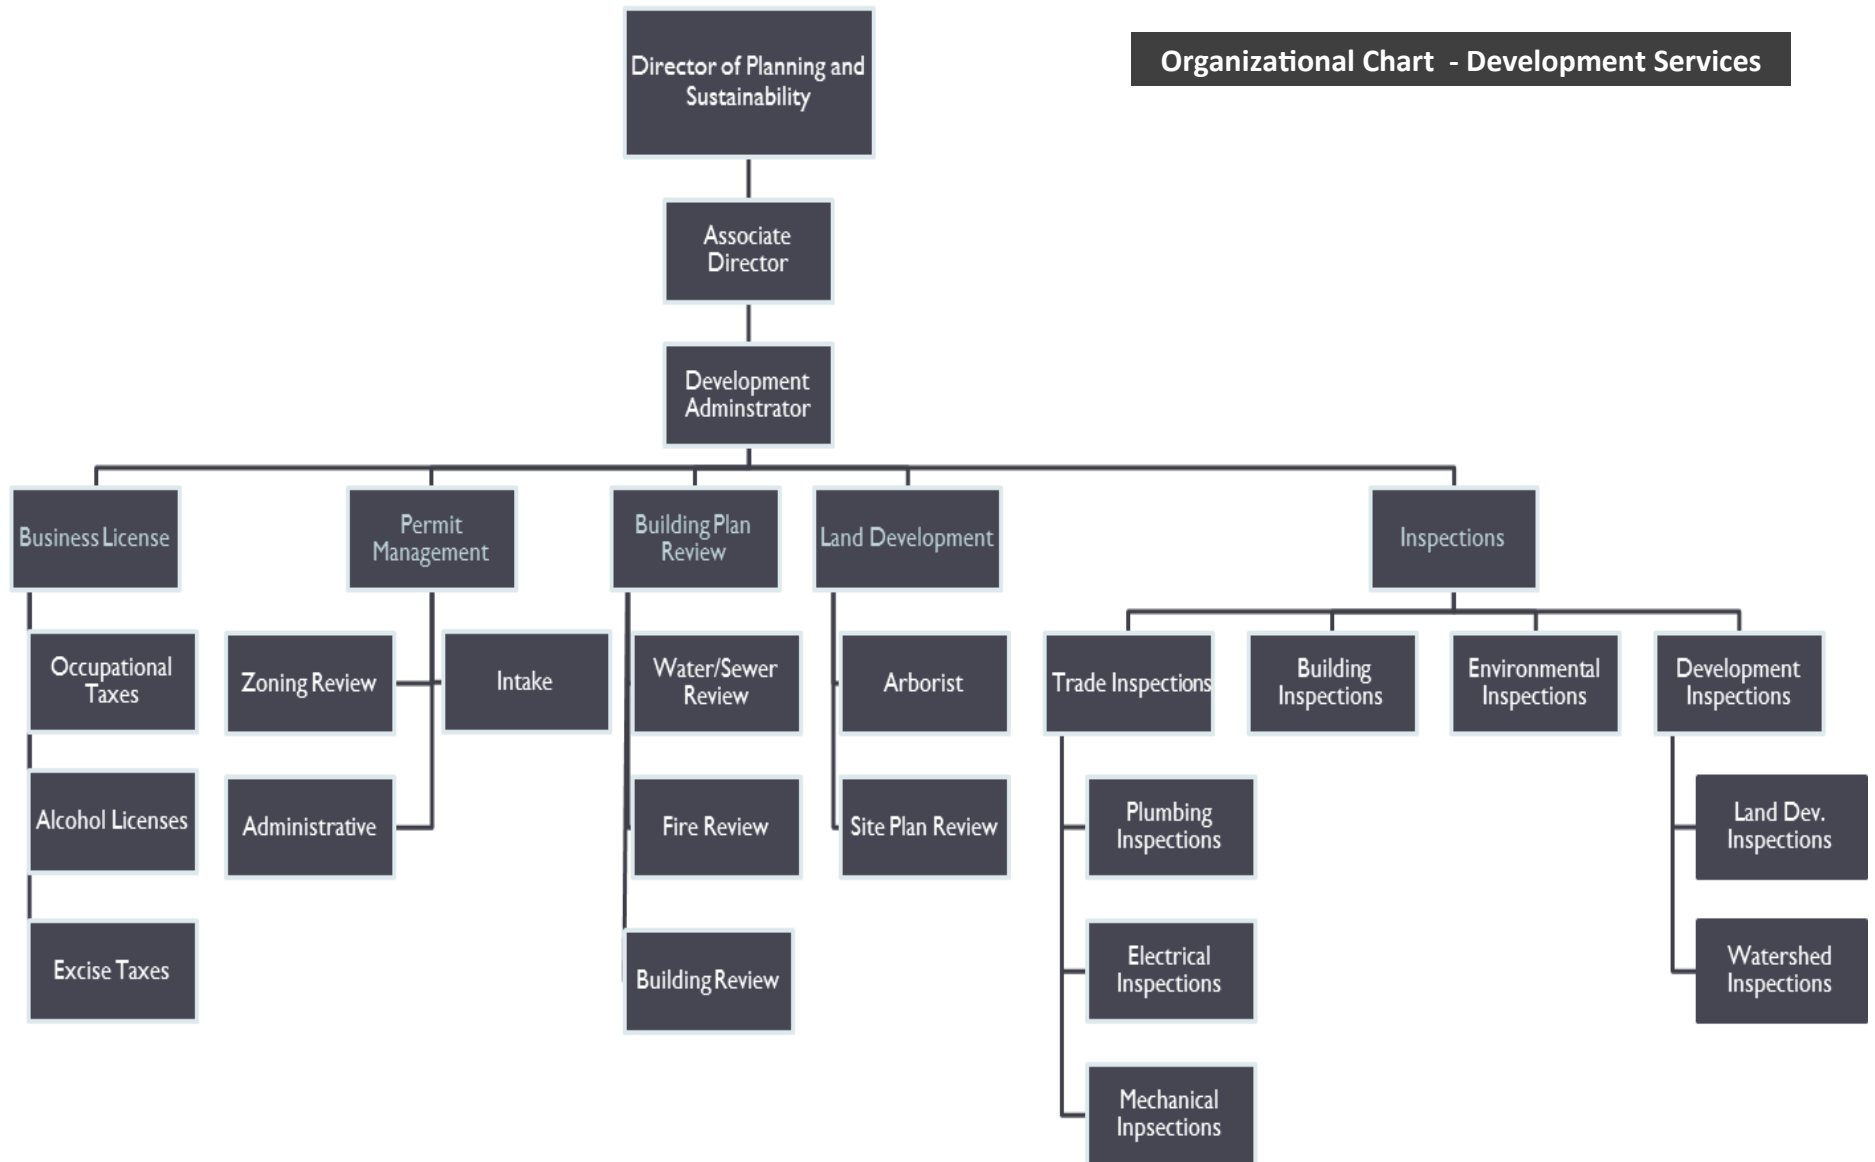 Organizational Chart - Development Services
Director of Planning and
Sustainability
Associate
Director
Development
Adminstrator
Business License
Permit
Management
Building Plan
Review
Land Development
Inspections
Occupational
Taxes
Zoning Review
Intake
Water/Sewer
Review
Arborist
Trade Inspections
Building
Inspections
Environmental
Inspections
Development
Inspections
Alcohol Licenses
Administrative
Fire Review
Site Plan Review
Plumbing
Inspections
Land Dev.
Inspections
Excise Taxes
Building Review
Electrical
Inspections
Watershed
Inspections
Mechanical
Inpsections